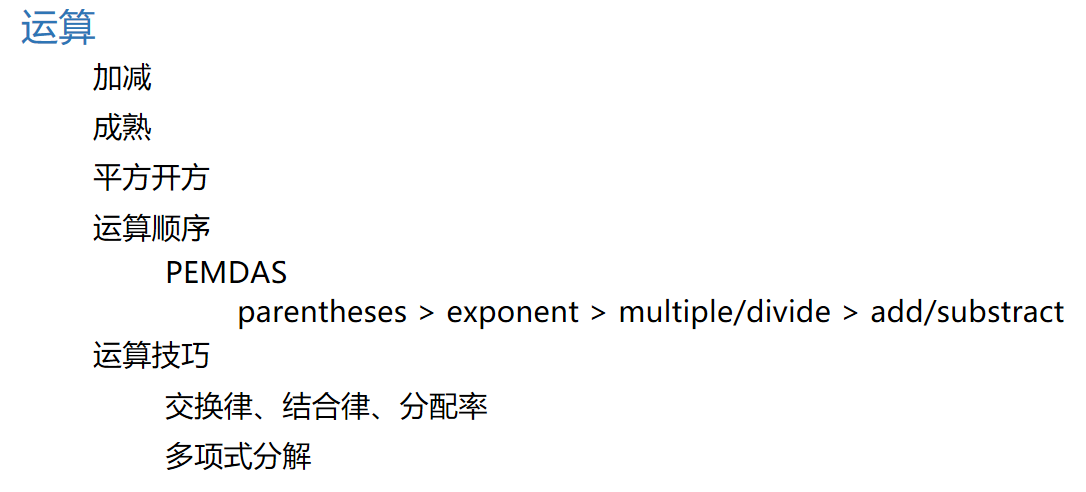 运算
加减
成熟
平方开方
运算顺序
PEMDAS
parentheses > exponent > multiple/divide > add/substract
运算技巧
交换律、结合律、分配率
多项式分解